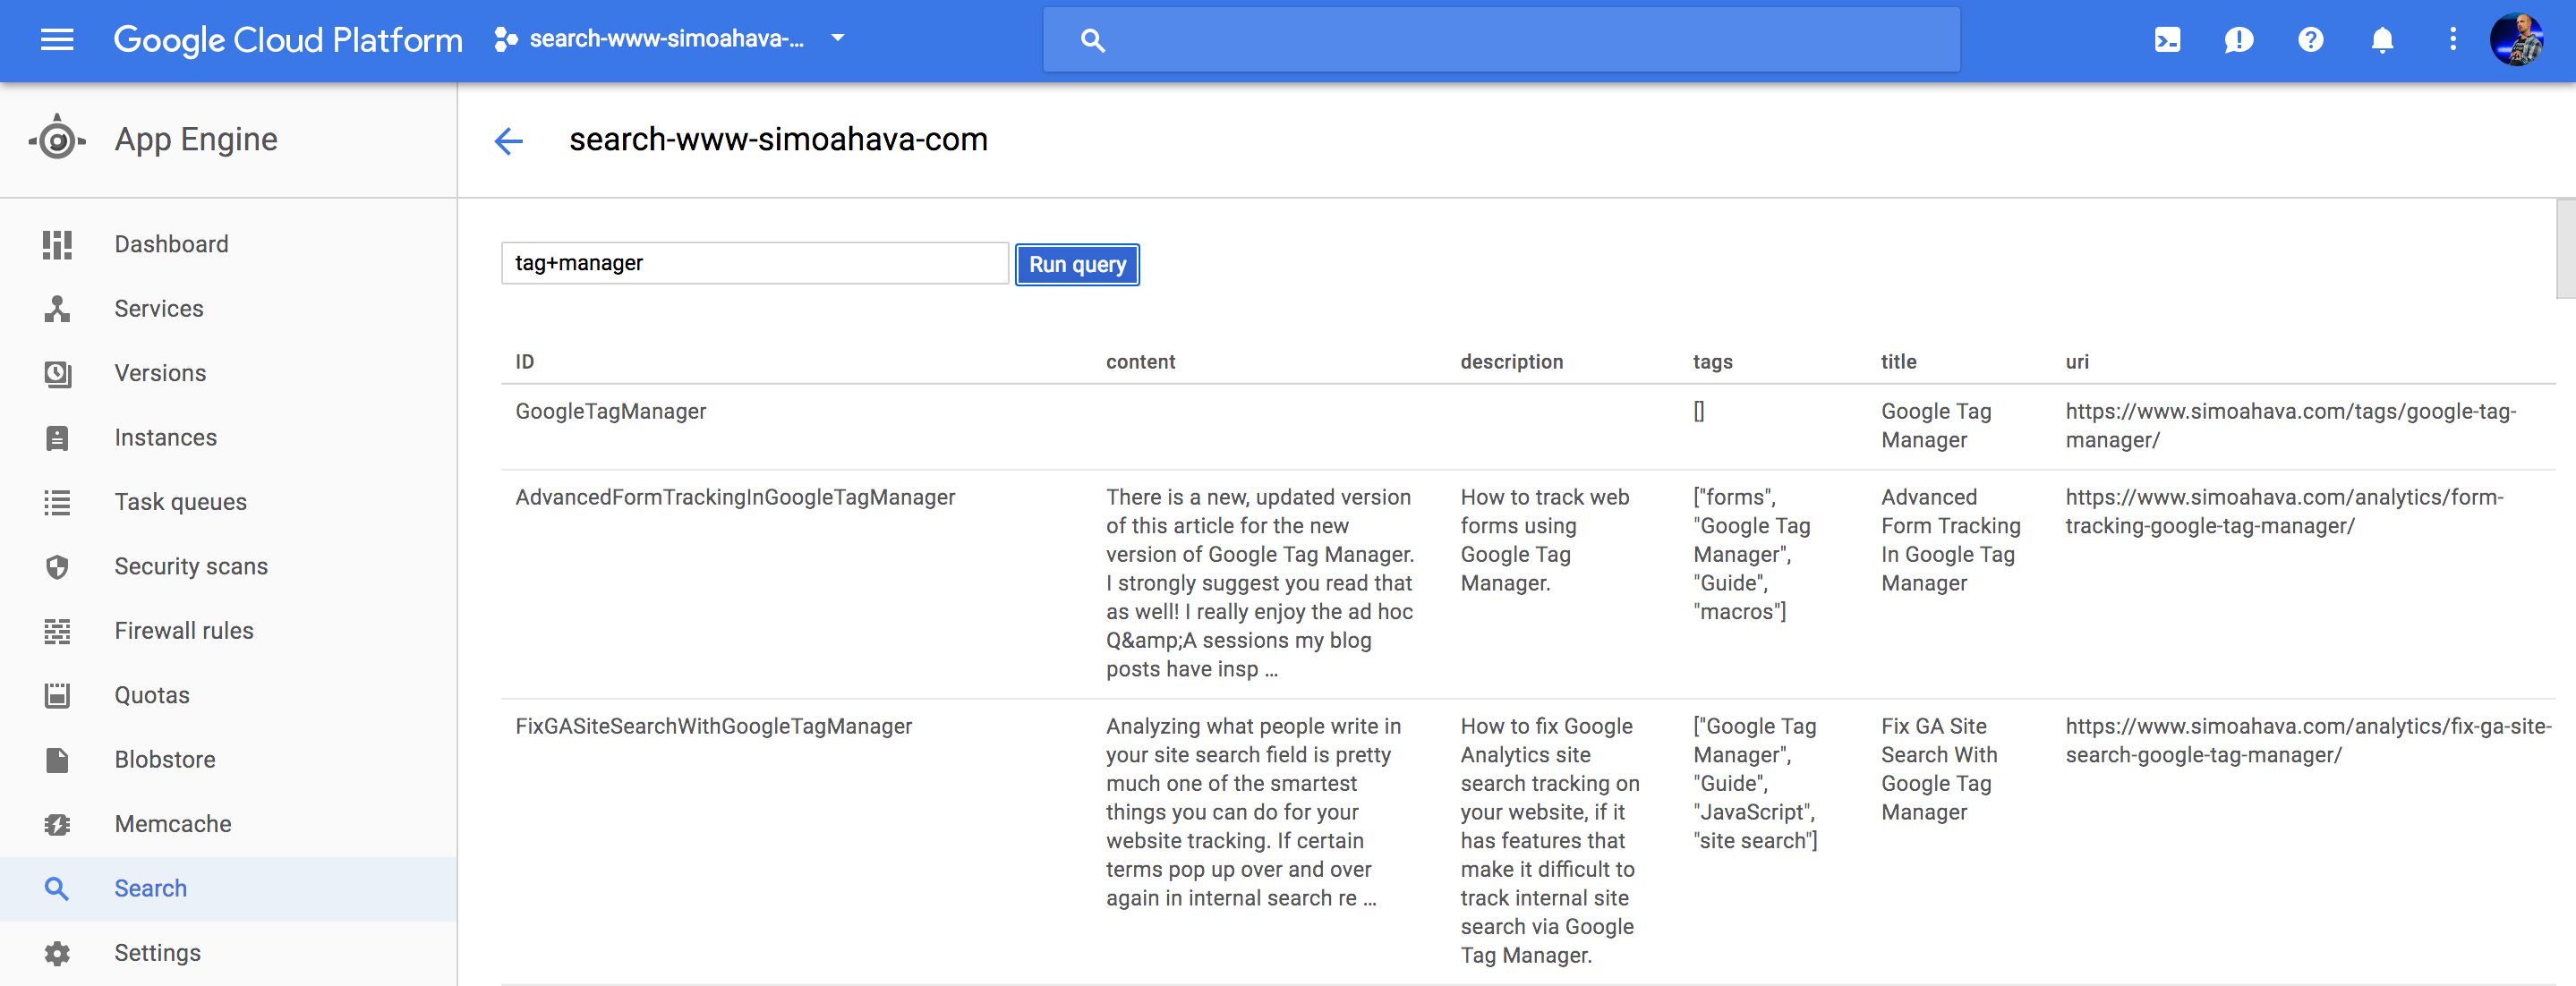 Google Cloud Platform
search-www-simoahava-...
App Engine
search-www-simoahava-com
Dashboard
Services
Versions
Instances
Task queues
Security scans
Firewall rules
Quotas
Blobstore
Memcache
Search
Settings
tag+manager
Run query
ID content description tags title uri
GoogleTagManager
[]
Google Tag
Manager
https://www.simoahava.com/tags/google-tag-
manager/
AdvancedFormTrackingInGoogleTagManager
There is a new, updated version
of this article for the new
version of Google Tag Manager.
I strongly suggest you read that
as well! I really enjoy the ad hoc
Q&amp;A sessions my blog
posts have insp ...
How to track web
forms using
Google Tag
Manager.
["forms",
"Google Tag
Manager",
"Guide",
"macros"]
Advanced
Form Tracking
In Google Tag
Manager
https://www.simoahava.com/analytics/form-
tracking-google-tag-manager/
FixGASiteSearchWithGoogleTagManager
Analyzing what people write in
your site search field is pretty
much one of the smartest
things you can do for your
website tracking. If certain
terms pop up over and over
again in internal search re ...
How to fix Google
Analytics site
search tracking on
your website, if it
has features that
make it difficult to
track internal site
search via Google
Tag Manager.
["Google Tag
Manager",
"Guide",
"JavaScript",
"site search"]
Fix GA Site
Search With
Google Tag
Manager
https://www.simoahava.com/analytics/fix-ga-site-
search-google-tag-manager/